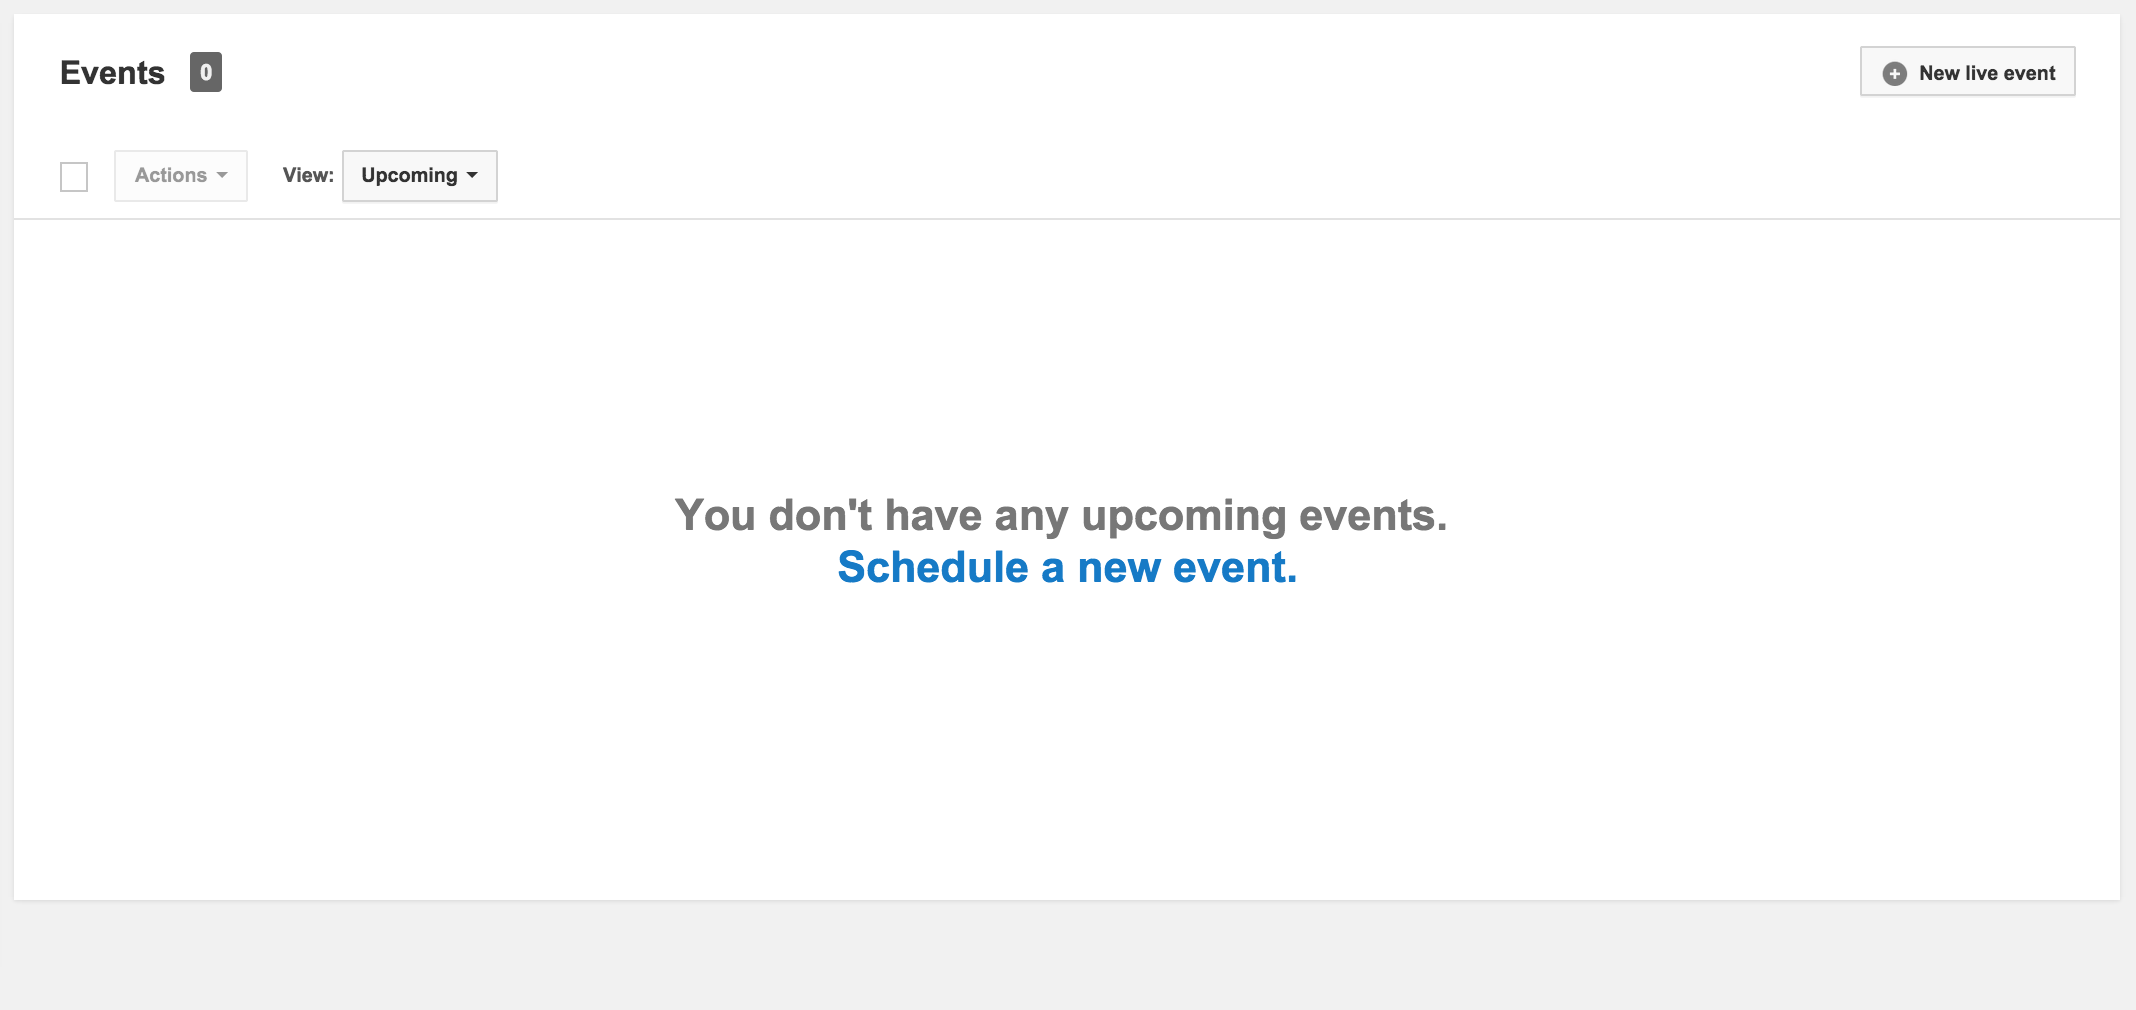 Events 0
New live event
Actions View: Upcoming
You don't have any upcoming events.
Schedule a new event.